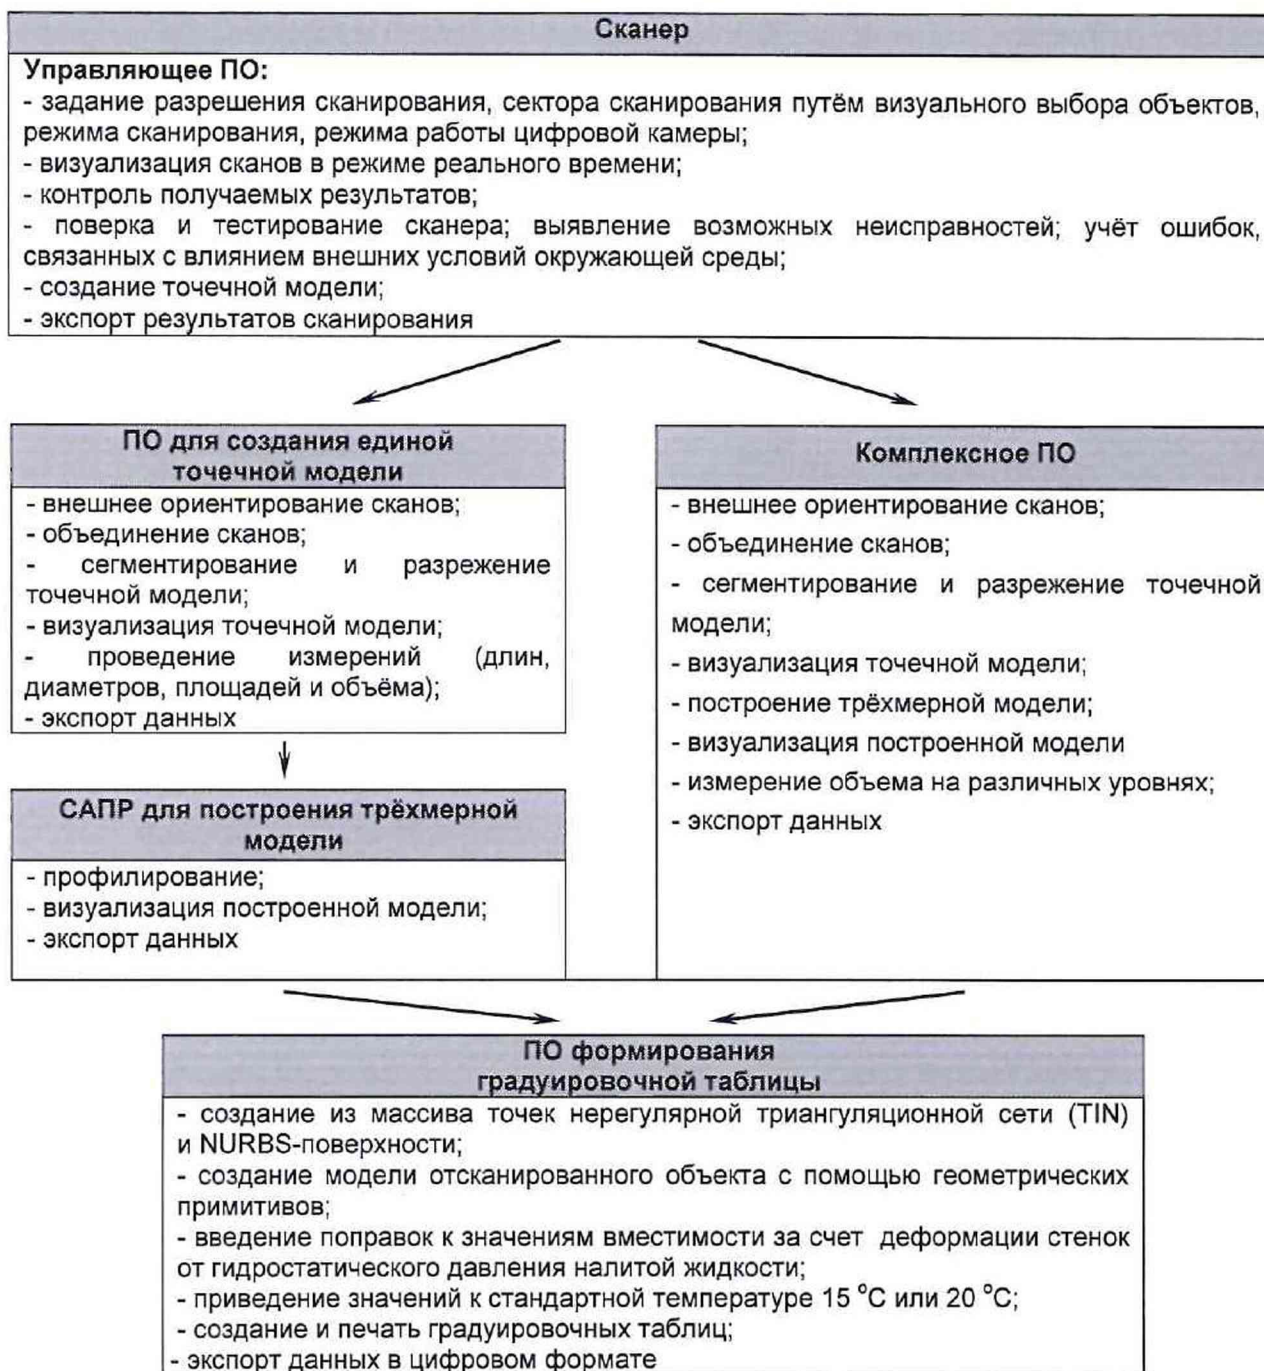 Сканер
Управляющее ПО:
- задание разрешения сканирования, сектора сканирования путём визуального выбора объектов,
режима сканирования, режима работы цифровой камеры;
- визуализация сканов в режиме реального времени;
- контроль получаемых результатов;
- поверка и тестирование сканера; выявление возможных неисправностей; учёт ошибок,
связанных с влиянием внешних условий окружающей среды;
- создание точечной модели;
- экспорт результатов сканирования
ПО для создания единой
точечной модели
- внешнее ориентирование сканов;
- объединение сканов;
- сегментирование и разрежение
точечной модели;
- визуализация точечной модели;
- проведение измерений (длин,
диаметров, площадей и объёма);
- экспорт данных
САПР для построения трёхмерной
модели
- профилирование;
- визуализация построенной модели;
- экспорт данных
Комплексное ПО
- внешнее ориентирование сканов;
- объединение сканов;
- сегментирование и разрежение точечной
модели;
- визуализация точечной модели;
- построение трёхмерной модели;
- визуализация построенной модели
- измерение объема на различных уровнях;
- экспорт данных
ПО формирования
градуировочной таблицы
- создание из массива точек нерегулярной триангуляционной сети (TIN)
и NURBS-поверхности;
- создание модели отсканированного объекта с помощью геометрических
примитивов;
- введение поправок к значениям вместимости за счет деформации стенок
от гидростатического давления налитой жидкости;
- приведение значений к стандартной температуре 15 °C или 20 °C;
- создание и печать градуировочных таблиц;
- экспорт данных в цифровом формате